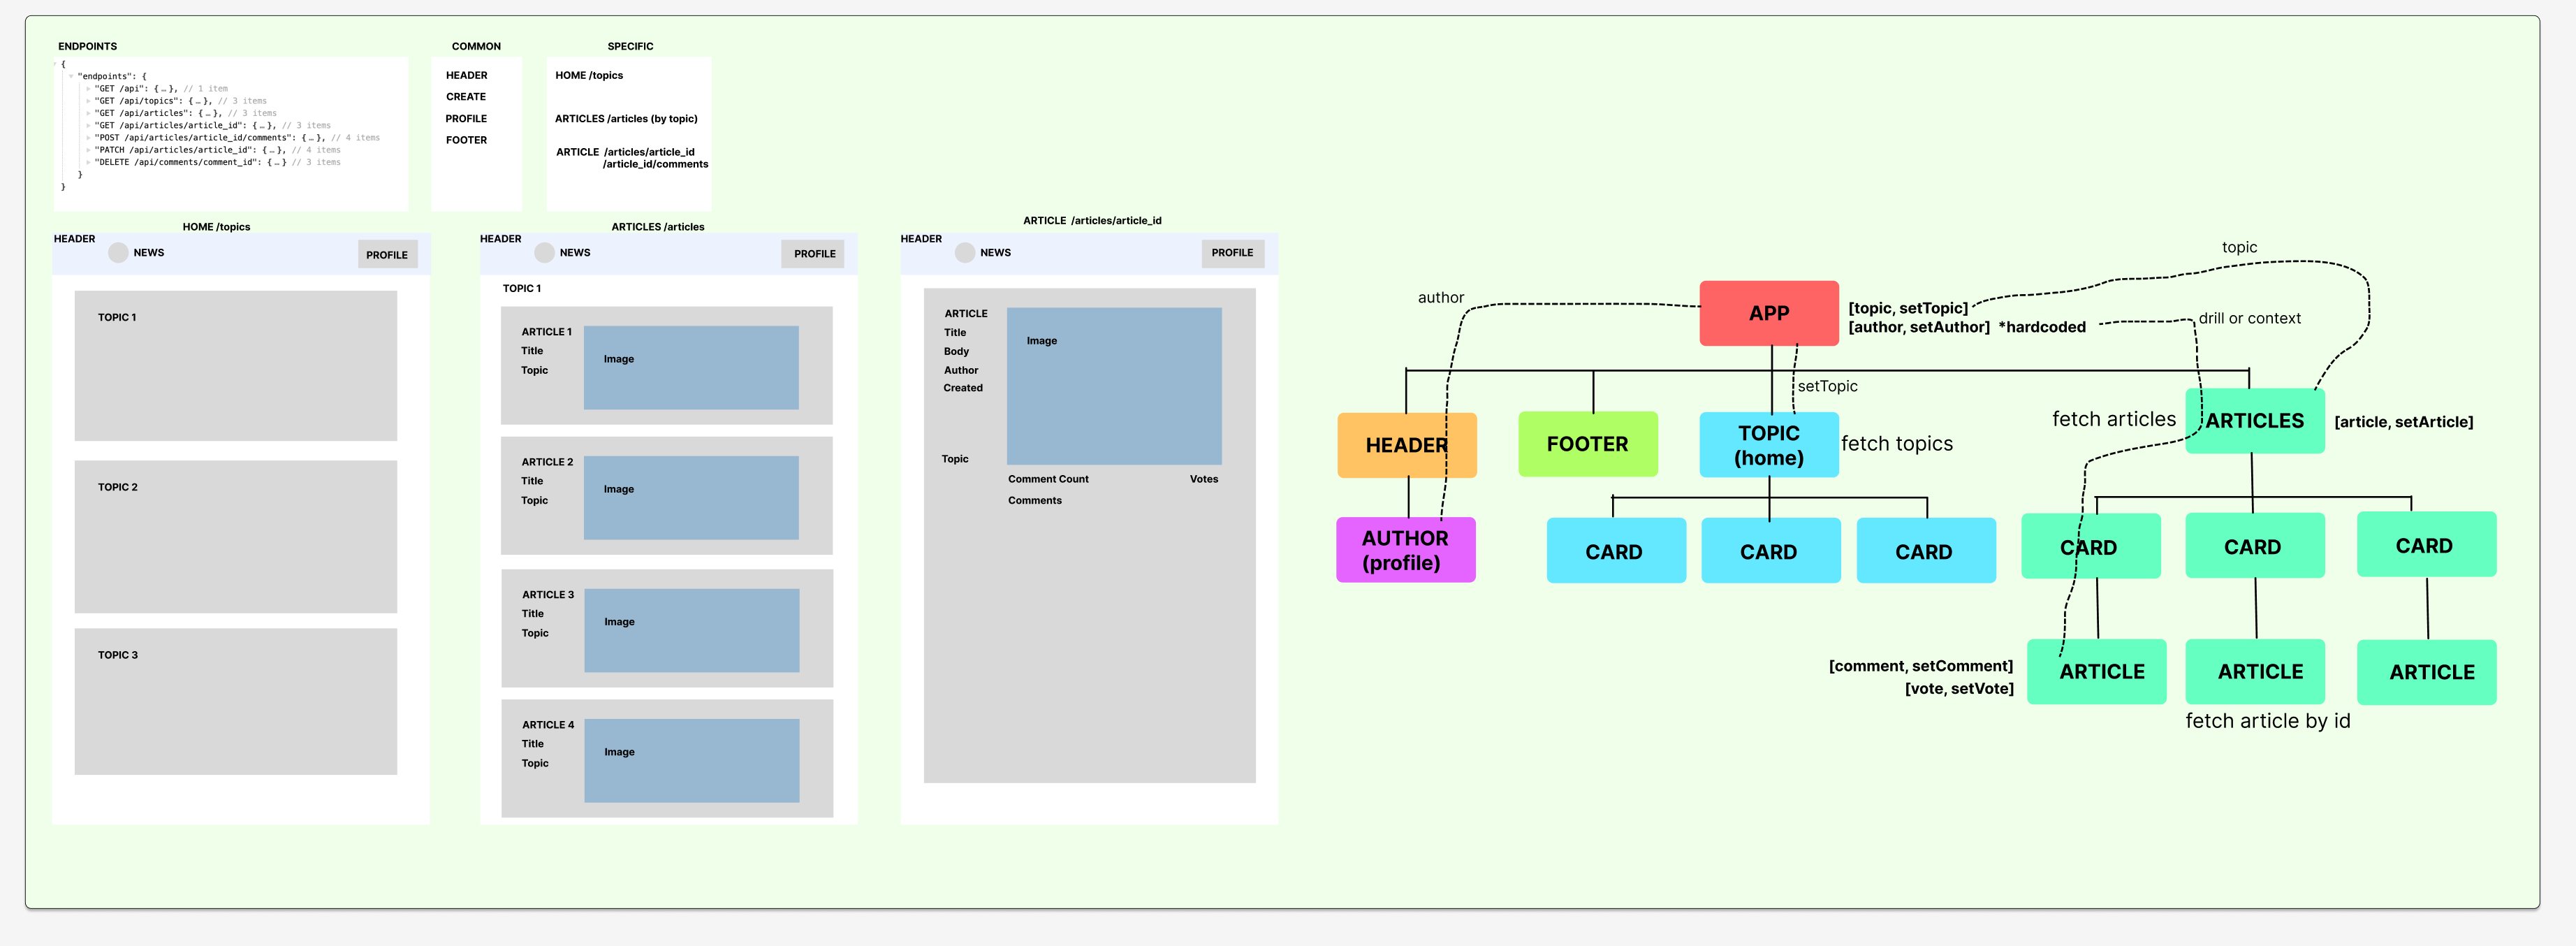 ENDPOINTS
{
"endpoints": {
"GET /api": { … }, // 1 item
"GET /api/topics": { … }, // 3 items
"GET /api/articles": { … }, // 3 items
"GET /api/articles/article_id": { … }, // 3 items
"POST /api/articles/article_id/comments": { … }, // 4 items
"PATCH /api/articles/article_id": { … }, // 4 items
"DELETE /api/comments/comment_id": { … } // 3 items
}
}
COMMON
HEADER
CREATE
PROFILE
FOOTER
SPECIFIC
HOME /topics
ARTICLES /articles (by topic)
ARTICLE /articles/article_id
/article_id/comments
HOME /topics
HEADER
NEWS
PROFILE
TOPIC 1
TOPIC 2
TOPIC 3
ARTICLES /articles
HEADER
NEWS
PROFILE
TOPIC 1
ARTICLE 1
Title
Topic
Image
ARTICLE 2
Title
Topic
Image
ARTICLE 3
Title
Topic
Image
ARTICLE 4
Title
Topic
Image
ARTICLE /articles/article_id
HEADER
NEWS
PROFILE
ARTICLE
Title
Body
Author
Created
Topic
Image
Comment Count
Votes
Comments
topic
author
APP
[topic, setTopic]
[author, setAuthor] *hardcoded
drill or context
setTopic
HEADER
FOOTER
TOPIC
(home)
fetch topics
fetch articles
ARTICLES
[article, setArticle]
AUTHOR
(profile)
CARD
CARD
CARD
CARD
CARD
CARD
[comment, setComment]
[vote, setVote]
ARTICLE
ARTICLE
ARTICLE
fetch article by id